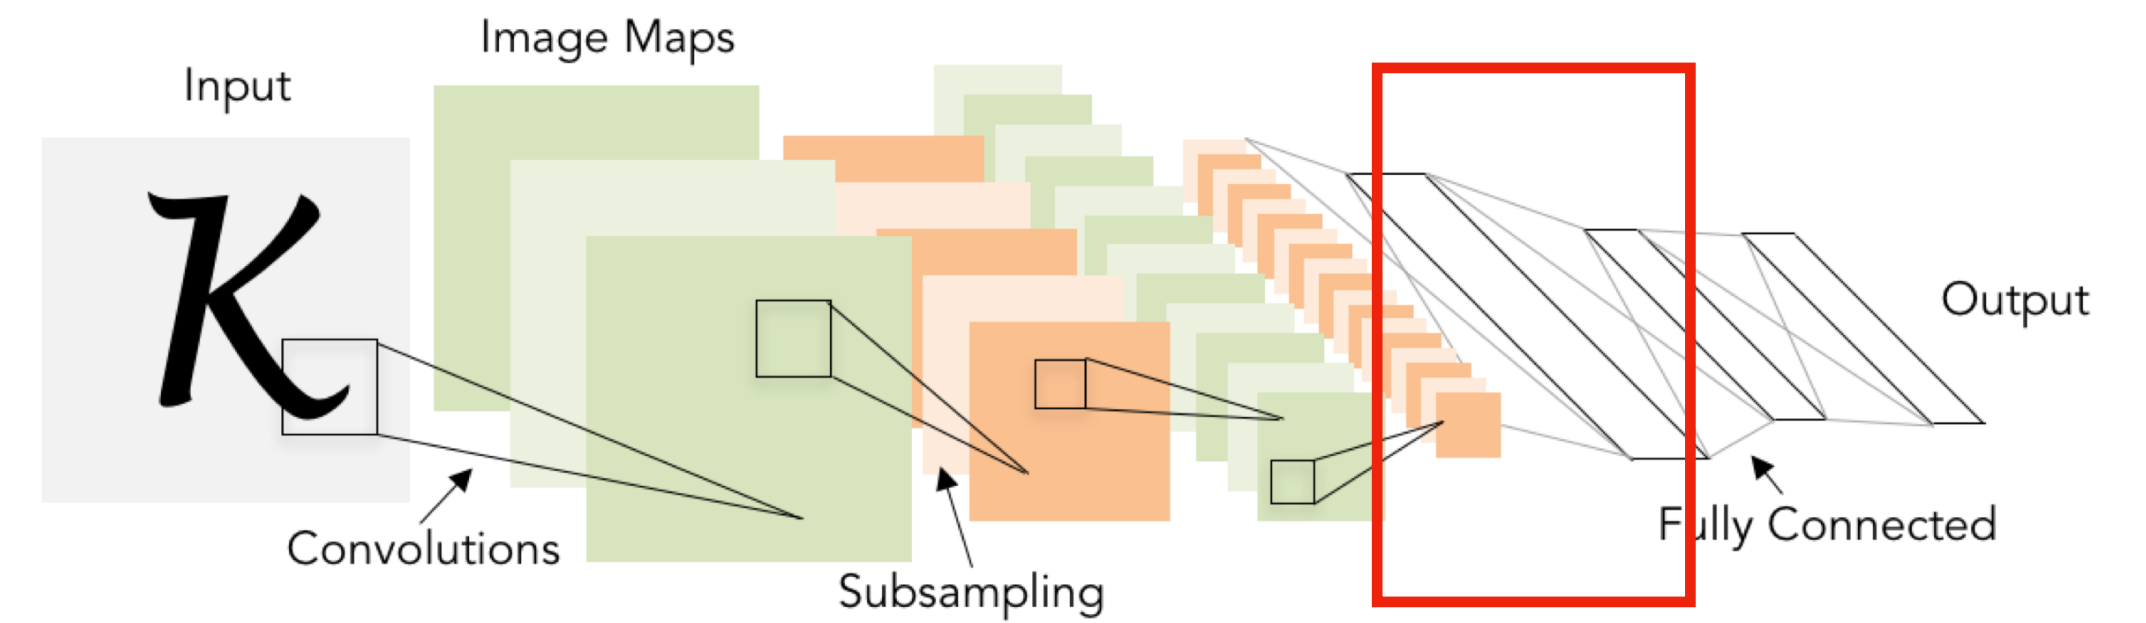 Image Maps
Input
K
Output
Convolutions
Subsampling
Fully Connected